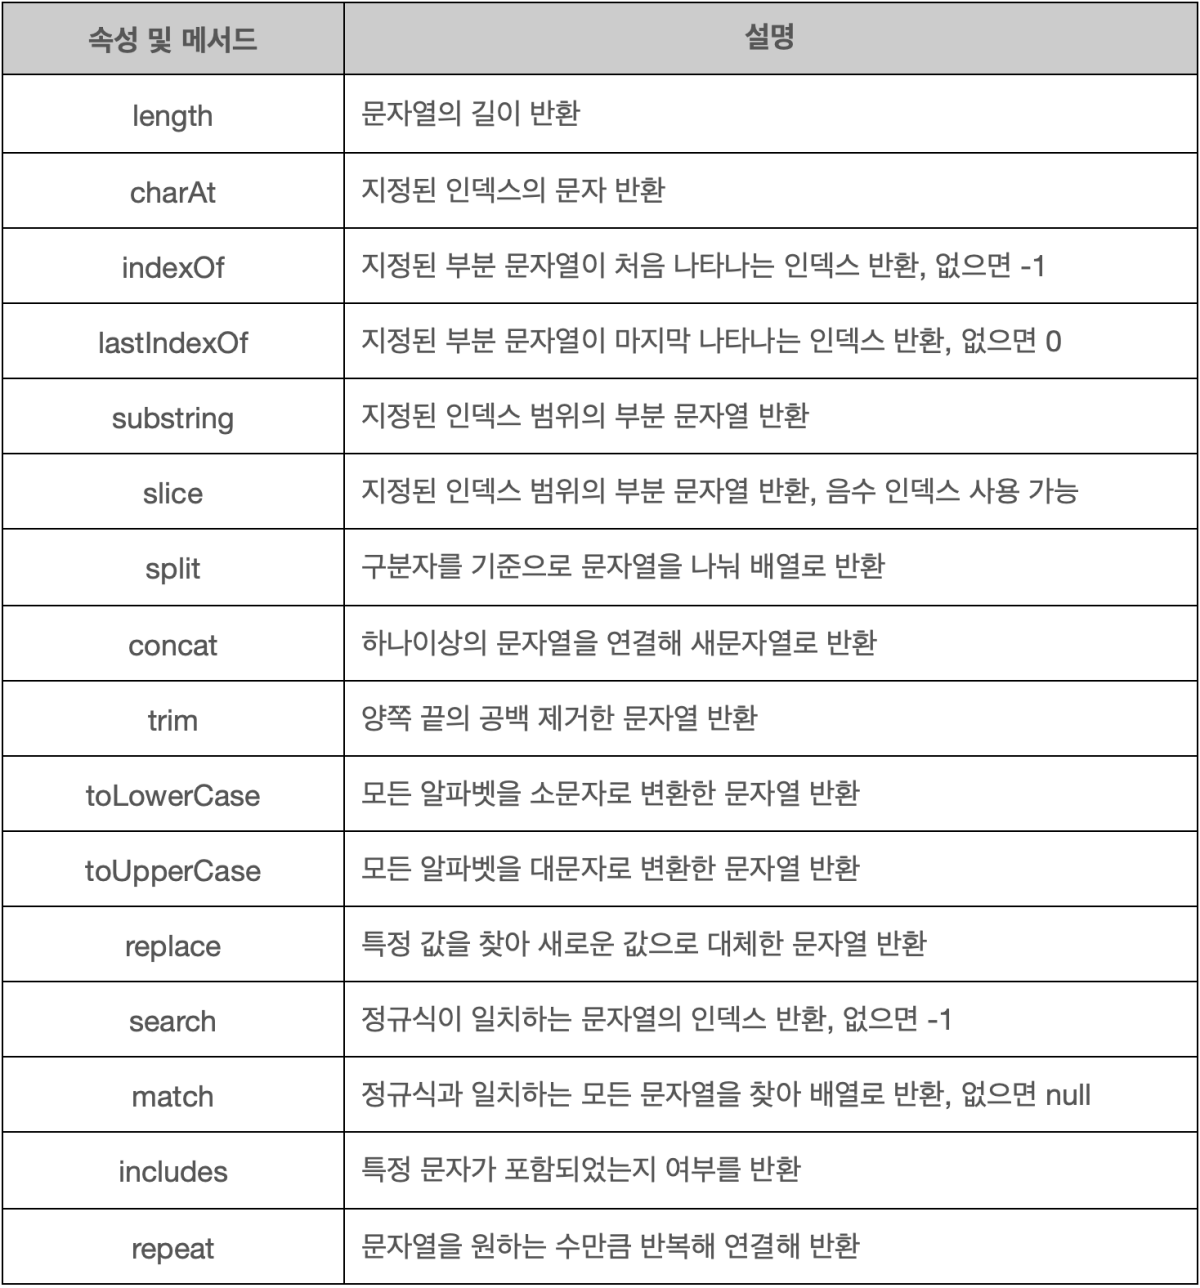 속성 및 메서드 설명
length 문자열의 길이 반환
charAt 지정된 인덱스의 문자 반환
indexOf 지정된 부분 문자열이 처음 나타나는 인덱스 반환, 없으면 -1
lastIndexOf 지정된 부분 문자열이 마지막 나타나는 인덱스 반환, 없으면 0
substring 지정된 인덱스 범위의 부분 문자열 반환
slice 지정된 인덱스 범위의 부분 문자열 반환, 음수 인덱스 사용 가능
split 구분자를 기준으로 문자열을 나눠 배열로 반환
concat 하나이상의 문자열을 연결해 새문자열로 반환
trim 양쪽 끝의 공백 제거한 문자열 반환
toLowerCase 모든 알파벳을 소문자로 변환한 문자열 반환
toUpperCase 모든 알파벳을 대문자로 변환한 문자열 반환
replace 특정 값을 찾아 새로운 값으로 대체한 문자열 반환
search 정규식이 일치하는 문자열의 인덱스 반환, 없으면 -1
match 정규식과 일치하는 모든 문자열을 찾아 배열로 반환, 없으면 null
includes 특정 문자가 포함되었는지 여부를 반환
repeat 문자열을 원하는 수만큼 반복해 연결해 반환